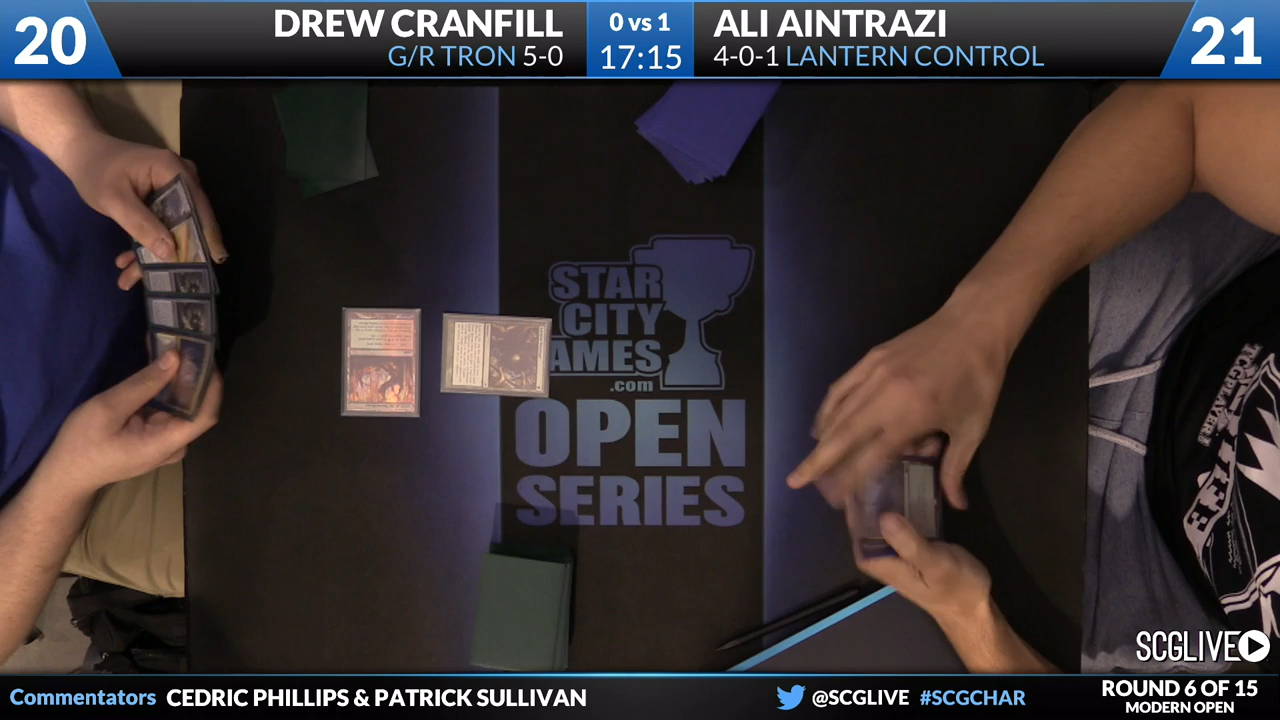 20
DREW CRANFILL
G/R TRON 5-0
0 vs 1
17:15
ALI AINTRAZI
4-0-1 LANTERN CONTROL
21
STAR
CITY
GAMES
.com
OPEN
SERIES
TCGPLAYER
SCGLIVE
Commentators CEDRIC PHILLIPS & PATRICK SULLIVAN
@SCGLIVE #SCGCHAR
ROUND 6 OF 15
MODERN OPEN